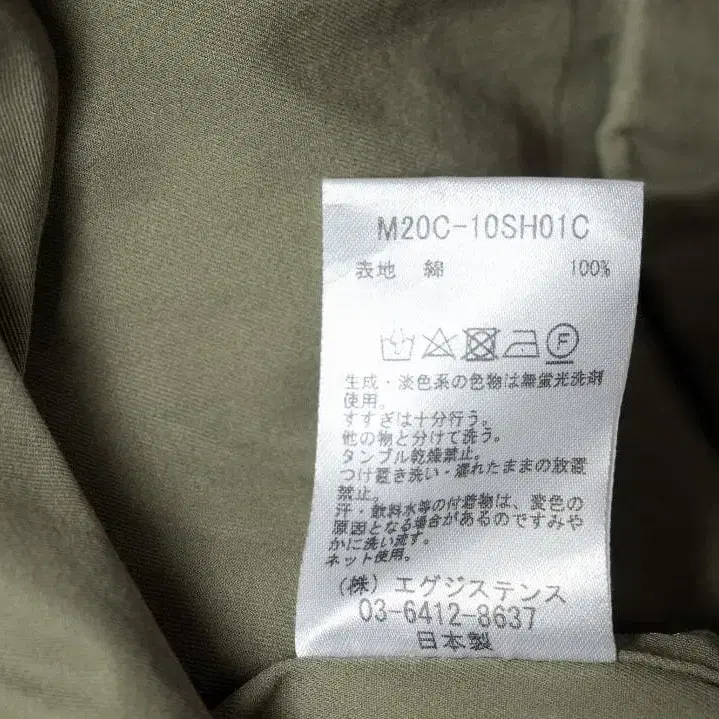 M20C-10SH01C
表地 綿 100%
F
生成・淡色系の色物は無蛍光洗剤
使用。
すすぎは十分行う。
他の物と分けて洗う。
タンブル乾燥禁止。
つけ置き洗い・濡れたままの放置
禁止。
汗・飲料水等の付着物は、変色の
原因となる場合があるのですみや
かに洗い流す。
ネット使用。
(株)エグジステンス
03-6412-8637
日本製